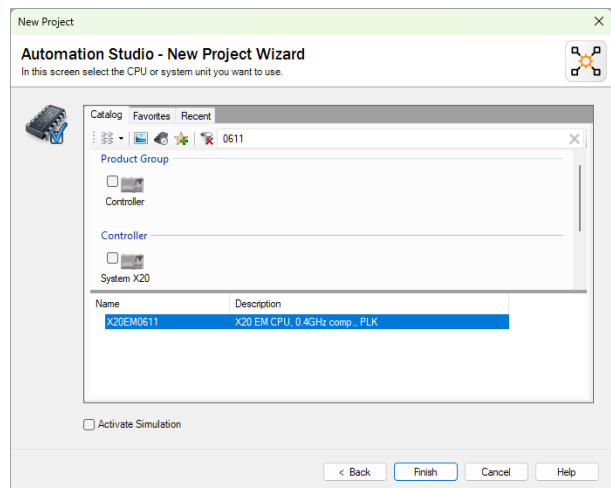 New Project
Automation Studio - New Project Wizard
In this screen select the CPU or system unit you want to use.
Catalog Favorites Recent
0611
Product Group
Controller
Controller
System X20
Name Description
X20EM0611 X20 EM CPU, 0.4GHz comp., PLK
Activate Simulation
< Back Finish Cancel Help